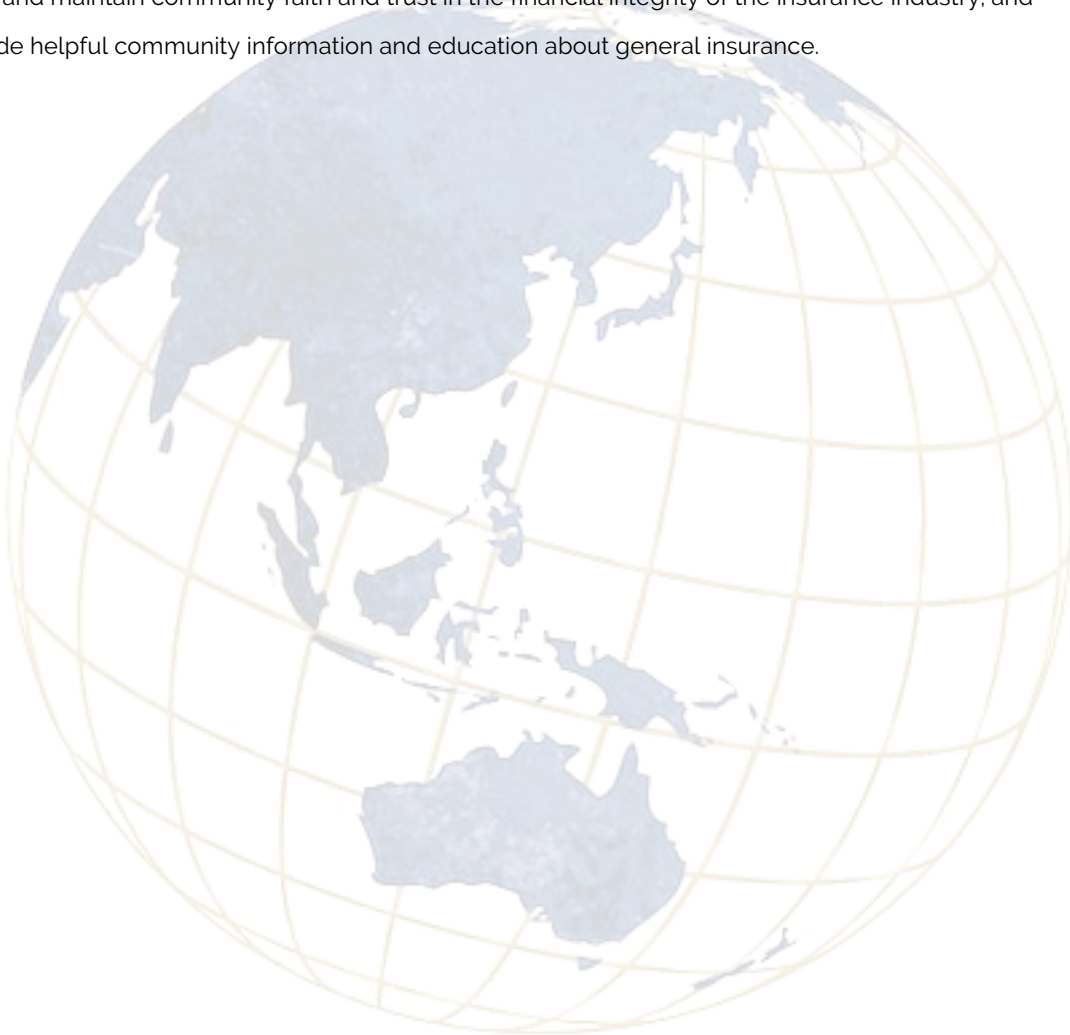 and maintain community faith and trust in the financial integrity of the insurance industry; and
de helpful community information and education about general insurance.